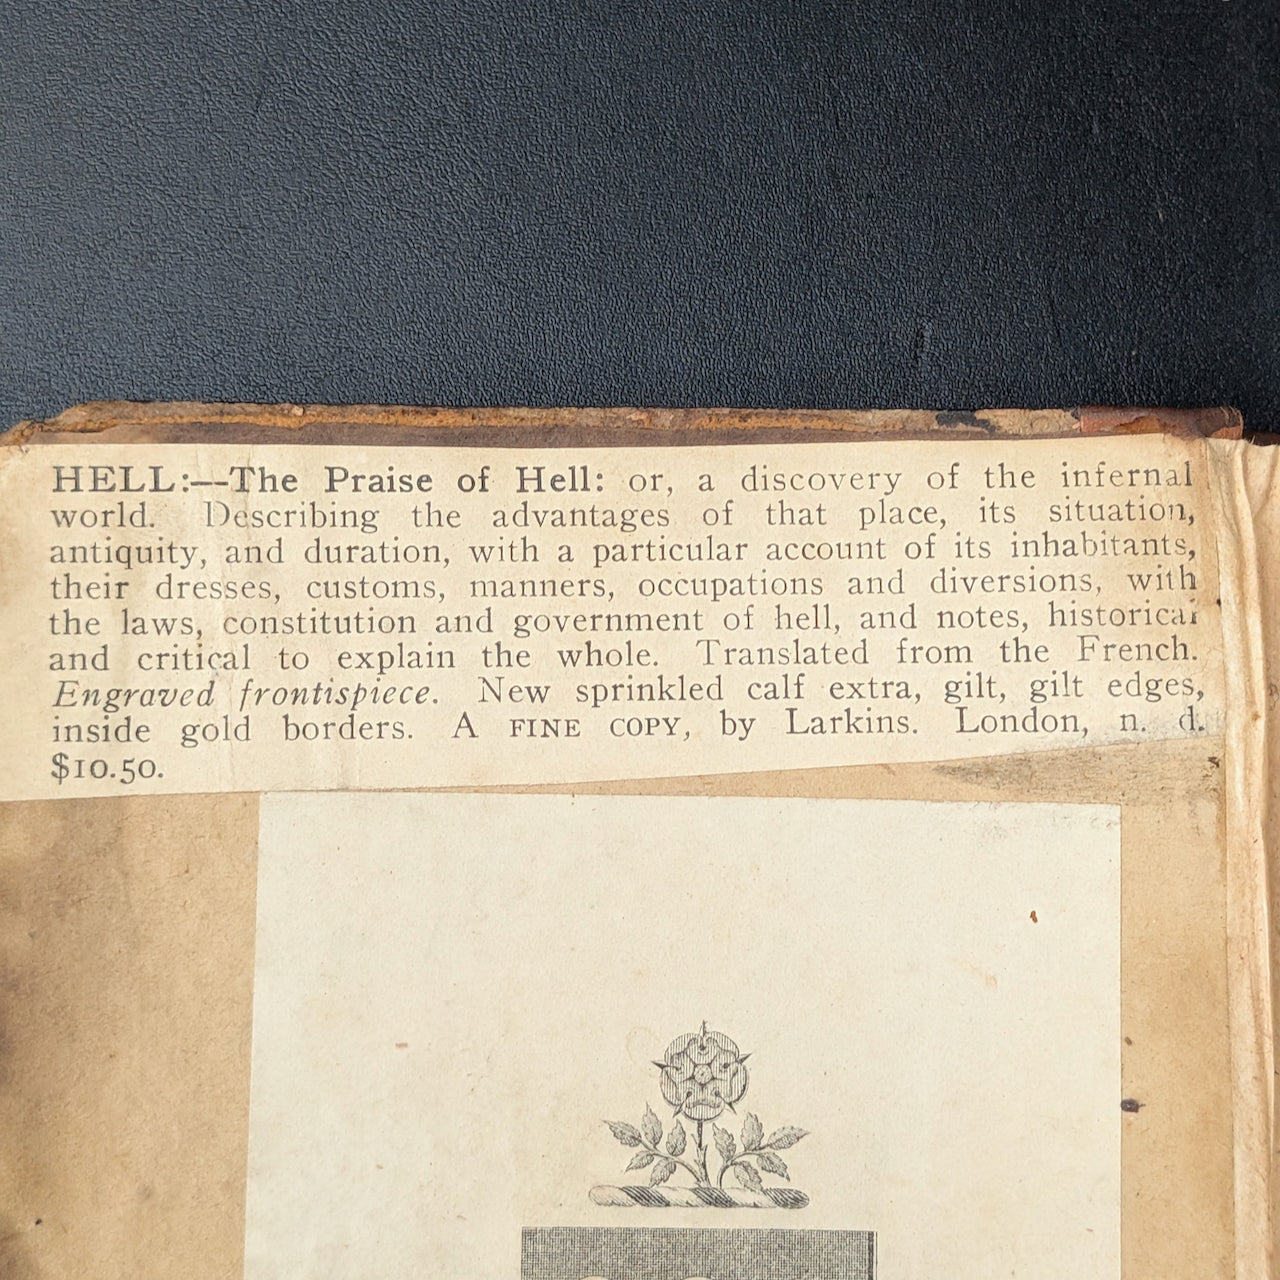 HELL:—The Praise of Hell: or, a discovery of the infernal
world. Describing the advantages of that place, its situation,
antiquity, and duration, with a particular account of its inhabitants,
their dresses, customs, manners, occupations and diversions, with
the laws, constitution and government of hell, and notes, historical
and critical to explain the whole. Translated from the French.
Engraved frontispiece. New sprinkled calf extra, gilt, gilt edges,
inside gold borders. A FINE COPY, by Larkins. London, n. d.
$10.50.